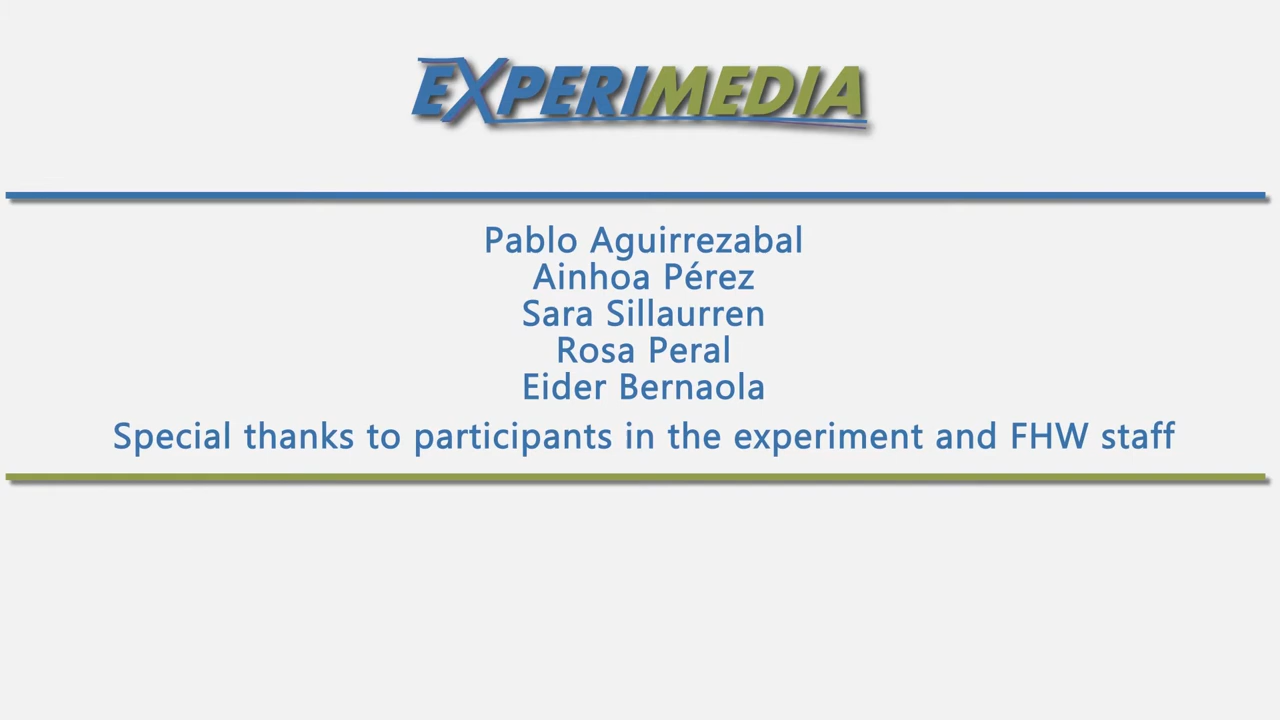 EXPERIMEDIA
Pablo Aguirrezabal
Ainhoa Pérez
Sara Sillaurren
Rosa Peral
Eider Bernaola
Special thanks to participants in the experiment and FHW staff